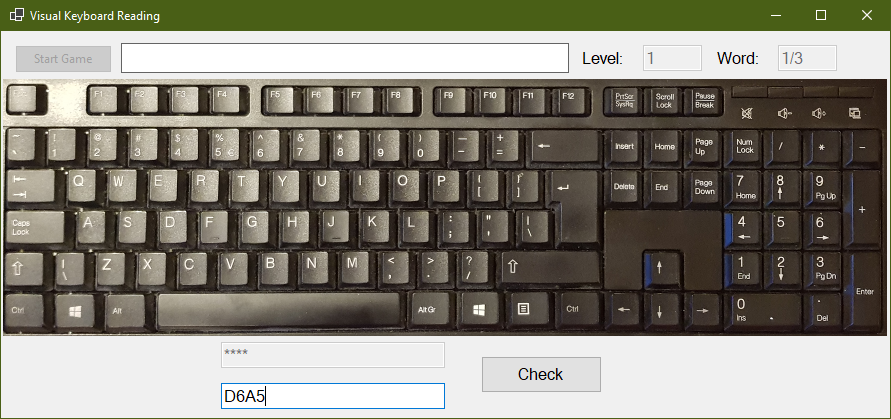 Visual Keyboard Reading
Start Game Level: 1 Word: 1/3
F1 F2 F3 F4 F5 F6 F7 F8 F9 F10 F11 F12 PrtScr SysRq Scroll Lock Pause Break
~ ! 1 @ 2 # 3 $ 4 % 5 € ^ 6 & 7 * 8 ( 9 ) 0 — - + = ← Insert Home Page Up Num Lock / * -
Q W E R T Y U I O P { [ } ] Delete End Page Down 7 Home 8 ↑ 9 Pg Up +
Caps Lock A S D F G H J K L : ; " ' | \ 4 ← 5 6 →
⇧ | \ Z X C V B N M < , > . ? / ⇧ ↑ 1 End 2 ↓ 3 Pg Dn Enter
Ctrl Alt Alt Gr Ctrl ← ↓ → 0 Ins . Del
****
D6A5
Check